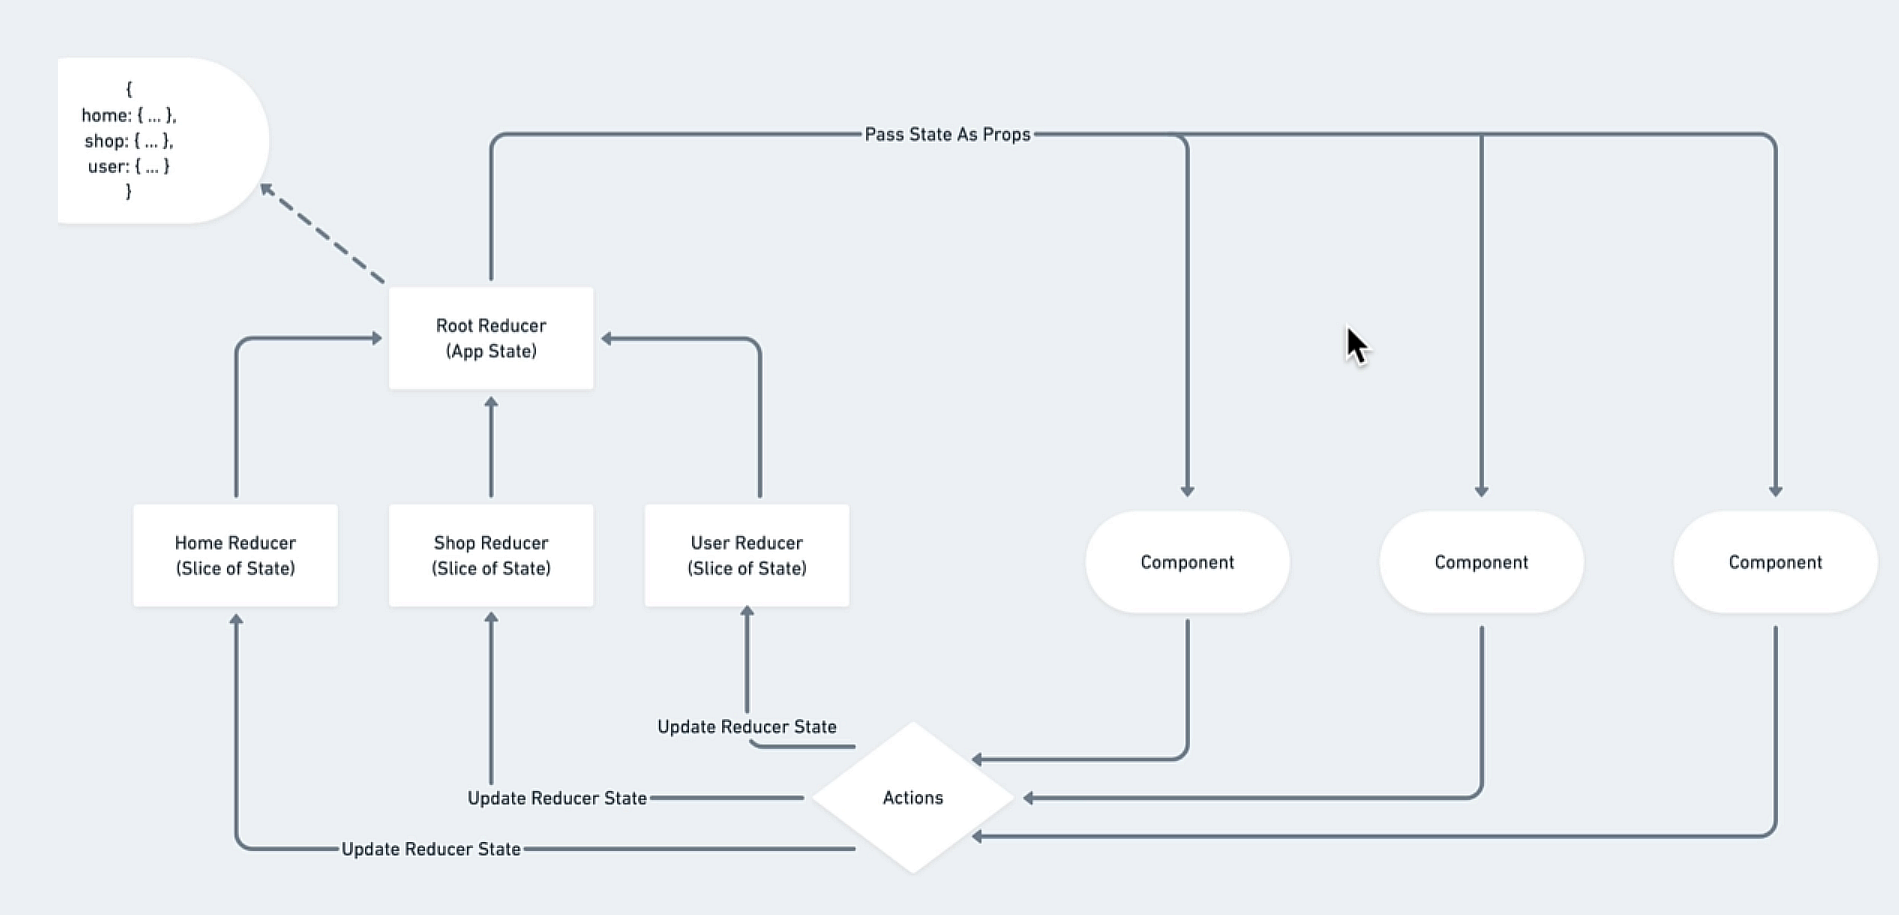 {
home: { ... },
shop: { ... },
user: { ... }
}
Pass State As Props
Root Reducer
(App State)
Home Reducer
(Slice of State)
Shop Reducer
(Slice of State)
User Reducer
(Slice of State)
Component
Component
Component
Update Reducer State
Update Reducer State
Actions
Update Reducer State